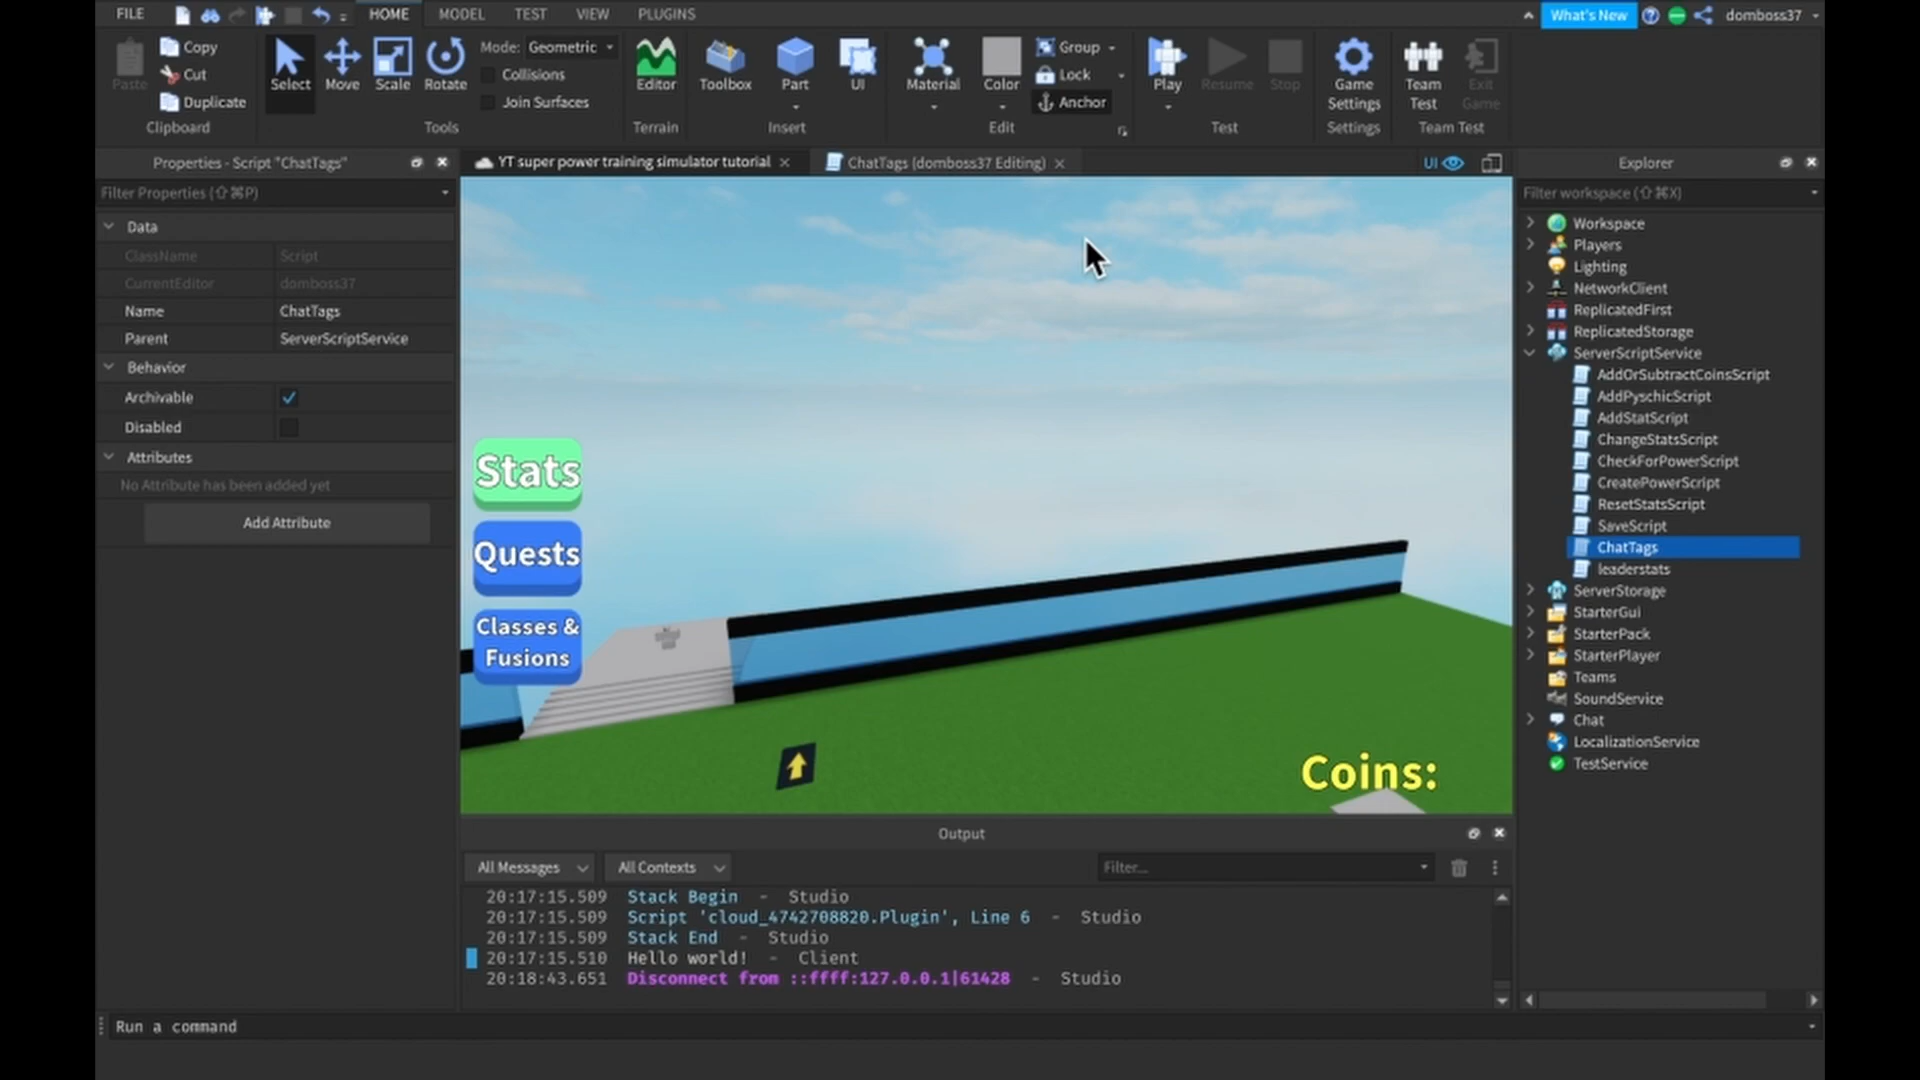 FILE HOME MODEL TEST VIEW PLUGINS What's New domboss37
Paste Copy Cut Duplicate Clipboard
Select Move Scale Rotate Mode: Geometric Collisions Join Surfaces Tools
Editor Terrain
Toolbox Part UI Insert
Material Color Group Lock Anchor Edit
Play Resume Stop Test
Game Settings Settings
Team Test Exit Game Team Test
Properties - Script "ChatTags"
Filter Properties (⇧⌘P)
Data
ClassName Script
CurrentEditor domboss37
Name ChatTags
Parent ServerScriptService
Behavior
Archivable
Disabled
Attributes
No Attribute has been added yet
Add Attribute
YT super power training simulator tutorial
ChatTags (domboss37 Editing)
UI
Stats
Quests
Classes &
Fusions
Coins:
Output
All Messages All Contexts Filter...
20:17:15.509 Stack Begin - Studio
20:17:15.509 Script 'cloud_4742708820.Plugin', Line 6 - Studio
20:17:15.509 Stack End - Studio
20:17:15.510 Hello world! - Client
20:18:43.651 Disconnect from ::ffff:127.0.0.1|61428 - Studio
Run a command
Explorer
Filter workspace (⇧⌘X)
Workspace
Players
Lighting
NetworkClient
ReplicatedFirst
ReplicatedStorage
ServerScriptService
AddOrSubtractCoinsScript
AddPyschicScript
AddStatScript
ChangeStatsScript
CheckForPowerScript
CreatePowerScript
ResetStatsScript
SaveScript
ChatTags
leaderstats
ServerStorage
StarterGui
StarterPack
StarterPlayer
Teams
SoundService
Chat
LocalizationService
TestService